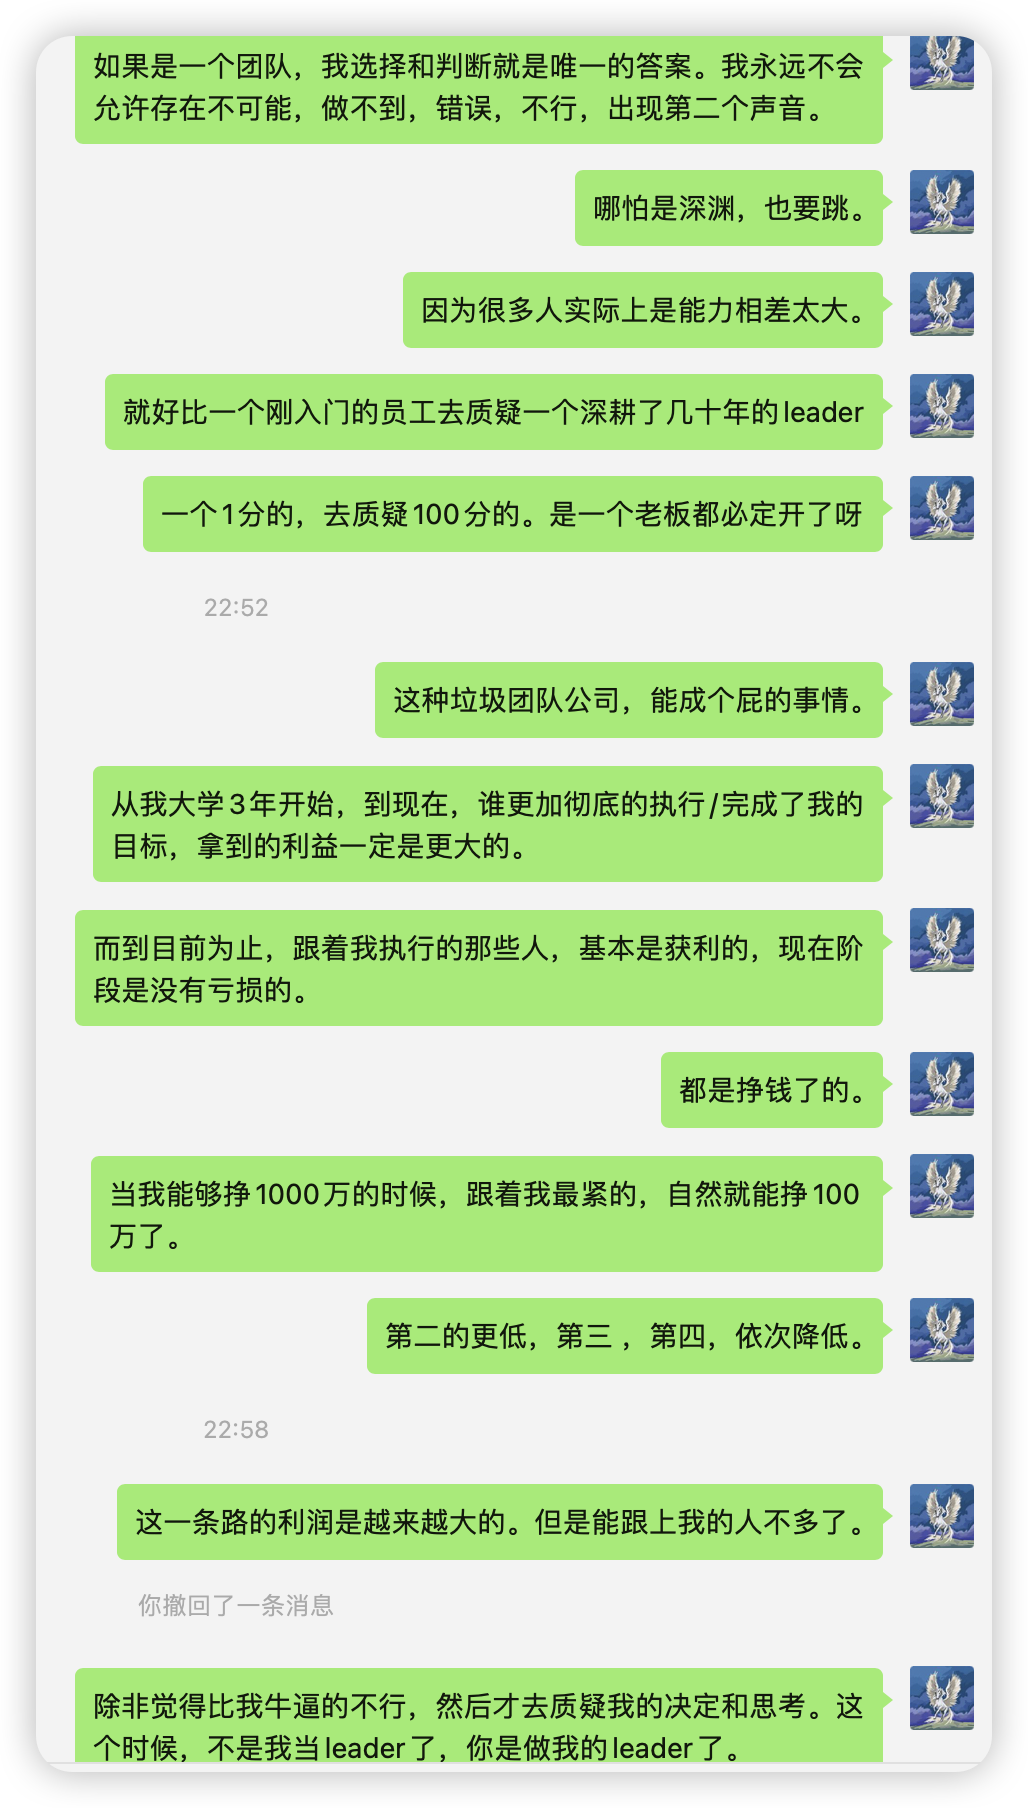 如果是一个团队，我选择和判断就是唯一的答案。我永远不会
允许存在不可能，做不到，错误，不行，出现第二个声音。
哪怕是深渊，也要跳。
因为很多人实际上是能力相差太大。
就好比一个刚入门的员工去质疑一个深耕了几十年的leader
一个1分的，去质疑100分的。是一个老板都必定开了呀
22:52
这种垃圾团队公司，能成个屁的事情。
从我大学3年开始，到现在，谁更加彻底的执行/完成了我的
目标，拿到的利益一定是更大的。
而到目前为止，跟着我执行的那些人，基本是获利的，现在阶
段是没有亏损的。
都是挣钱了的。
当我能够挣1000万的时候，跟着我最紧的，自然就能挣100
万了。
第二的更低，第三 ，第四，依次降低。
22:58
这一条路的利润是越来越大的。但是能跟上我的人不多了。
你撤回了一条消息
除非觉得比我牛逼的不行，然后才去质疑我的决定和思考。这
个时候，不是我当leader了，你是做我的leader了。